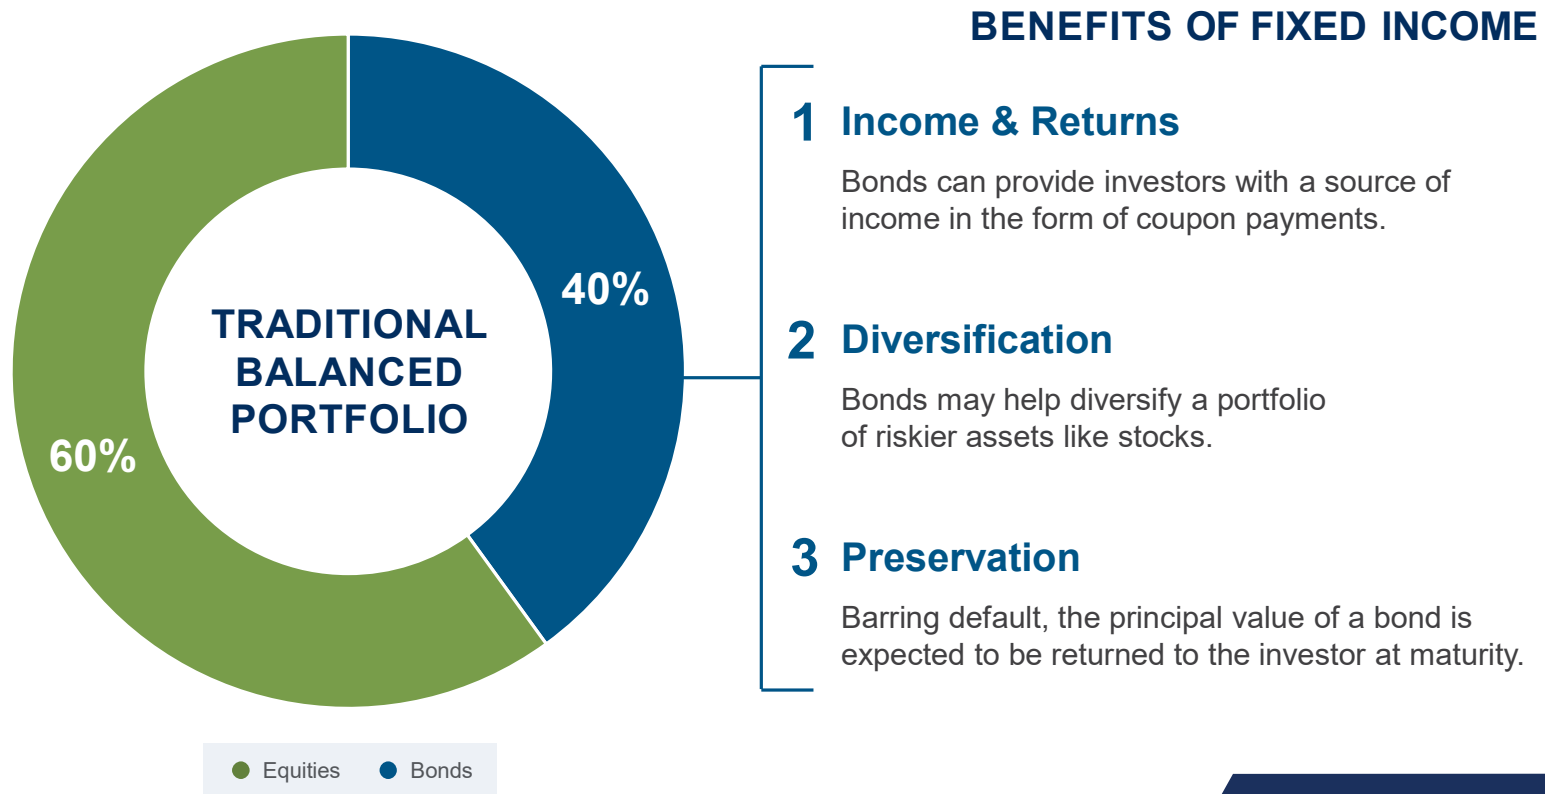 BENEFITS OF FIXED INCOME
TRADITIONAL
BALANCED
PORTFOLIO
40%
60%
Equities
Bonds
1 Income & Returns
Bonds can provide investors with a source of
income in the form of coupon payments.
2 Diversification
Bonds may help diversify a portfolio
of riskier assets like stocks.
3 Preservation
Barring default, the principal value of a bond is
expected to be returned to the investor at maturity.